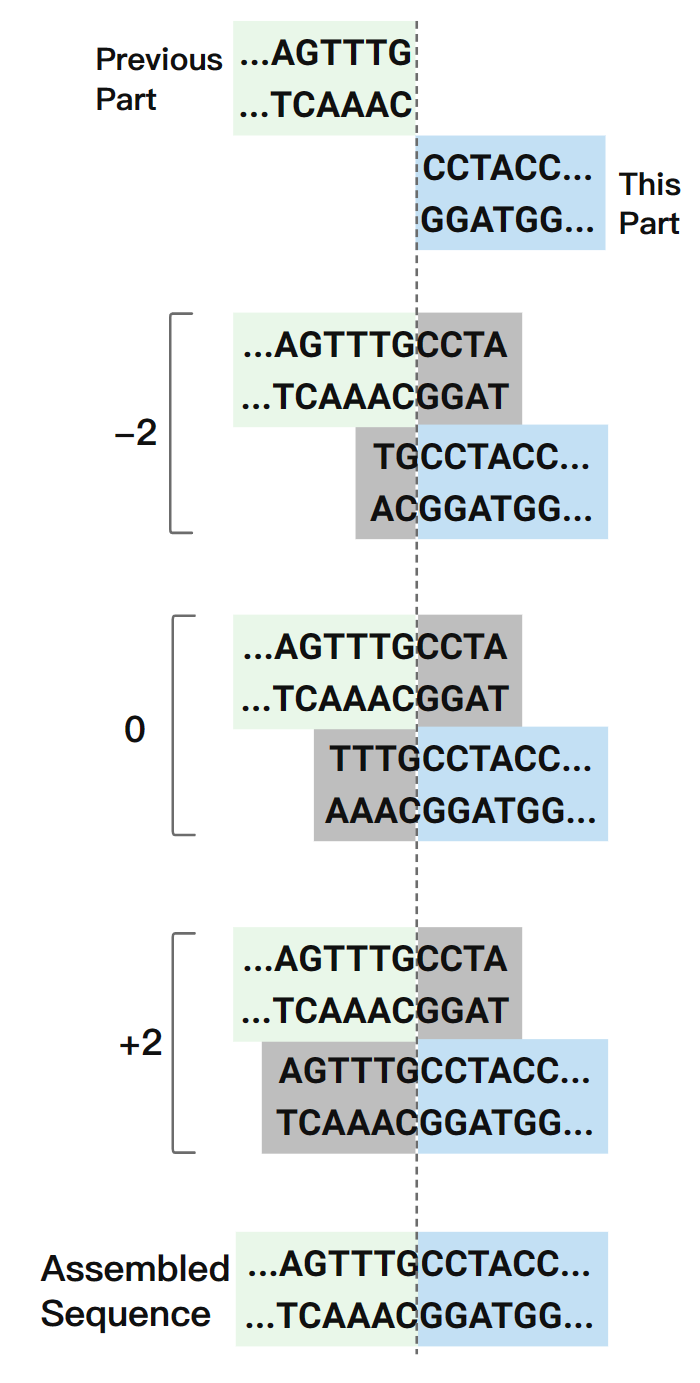 Previous
Part
...AGTTTG
...TCAAAC
CCTACC...
GGATGG...
This
Part
−2
...AGTTTGCCTA
...TCAAACGGAT
TGCCTACC...
ACGGATGG...
0
...AGTTTGCCTA
...TCAAACGGAT
TTTGCCTACC...
AAACGGATGG...
+2
...AGTTTGCCTA
...TCAAACGGAT
AGTTTGCCTACC...
TCAAACGGATGG...
Assembled
Sequence
...AGTTTGCCTACC...
...TCAAACGGATGG...